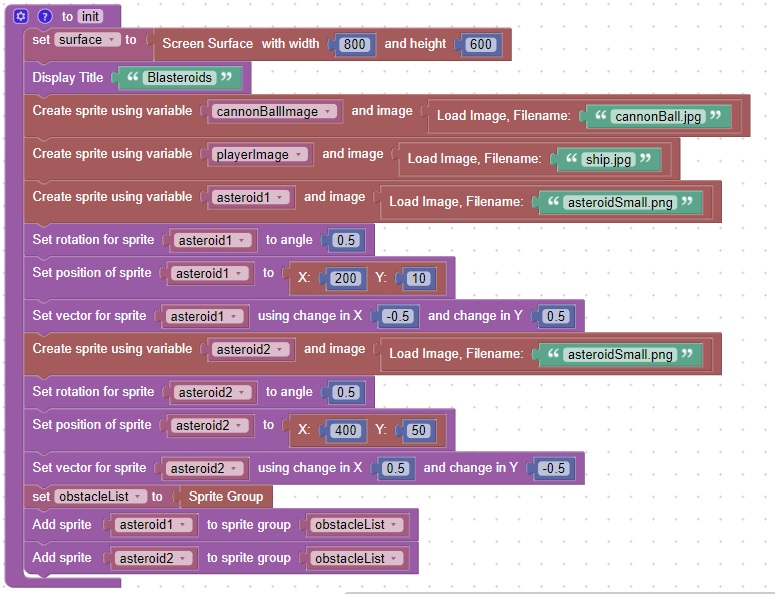 ? to init
set surface to Screen Surface with width 800 and height 600
Display Title “ Blasteroids ”
Create sprite using variable cannonBallImage and image Load Image, Filename: “ cannonBall.jpg ”
Create sprite using variable playerImage and image Load Image, Filename: “ ship.jpg ”
Create sprite using variable asteroid1 and image Load Image, Filename: “ asteroidSmall.png ”
Set rotation for sprite asteroid1 to angle 0.5
Set position of sprite asteroid1 to X: 200 Y: 10
Set vector for sprite asteroid1 using change in X -0.5 and change in Y 0.5
Create sprite using variable asteroid2 and image Load Image, Filename: “ asteroidSmall.png ”
Set rotation for sprite asteroid2 to angle 0.5
Set position of sprite asteroid2 to X: 400 Y: 50
Set vector for sprite asteroid2 using change in X 0.5 and change in Y -0.5
set obstacleList to Sprite Group
Add sprite asteroid1 to sprite group obstacleList
Add sprite asteroid2 to sprite group obstacleList